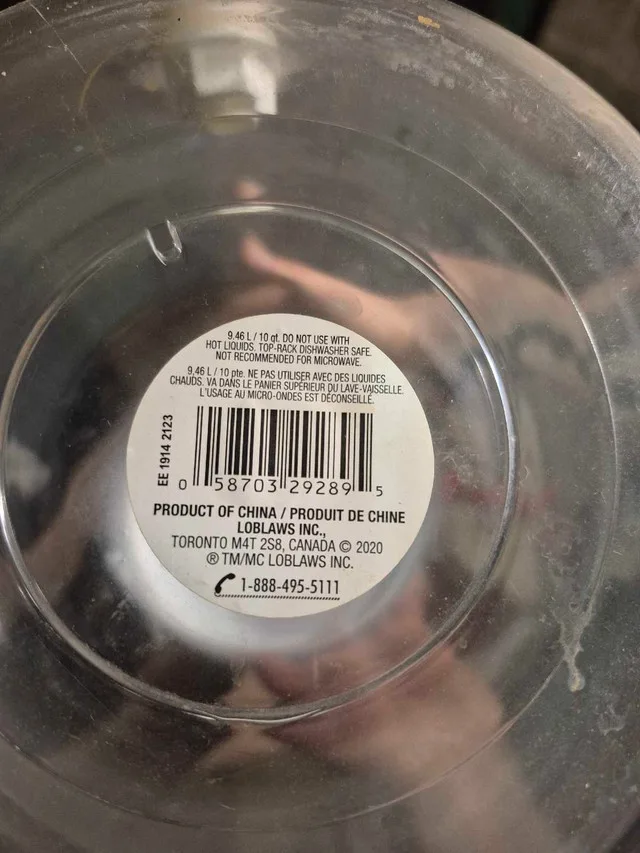 9.46 L / 10 qt. DO NOT USE WITH
HOT LIQUIDS. TOP-RACK DISHWASHER SAFE.
NOT RECOMMENDED FOR MICROWAVE.
9,46 L / 10 pte. NE PAS UTILISER AVEC DES LIQUIDES
CHAUDS. VA DANS LE PANIER SUPÉRIEUR DU LAVE-VAISSELLE.
L'USAGE AU MICRO-ONDES EST DÉCONSEILLÉ.
EE 1914 2123
0 58703 29289 5
PRODUCT OF CHINA / PRODUIT DE CHINE
LOBLAWS INC.,
TORONTO M4T 2S8, CANADA © 2020
® TM/MC LOBLAWS INC.
1-888-495-5111